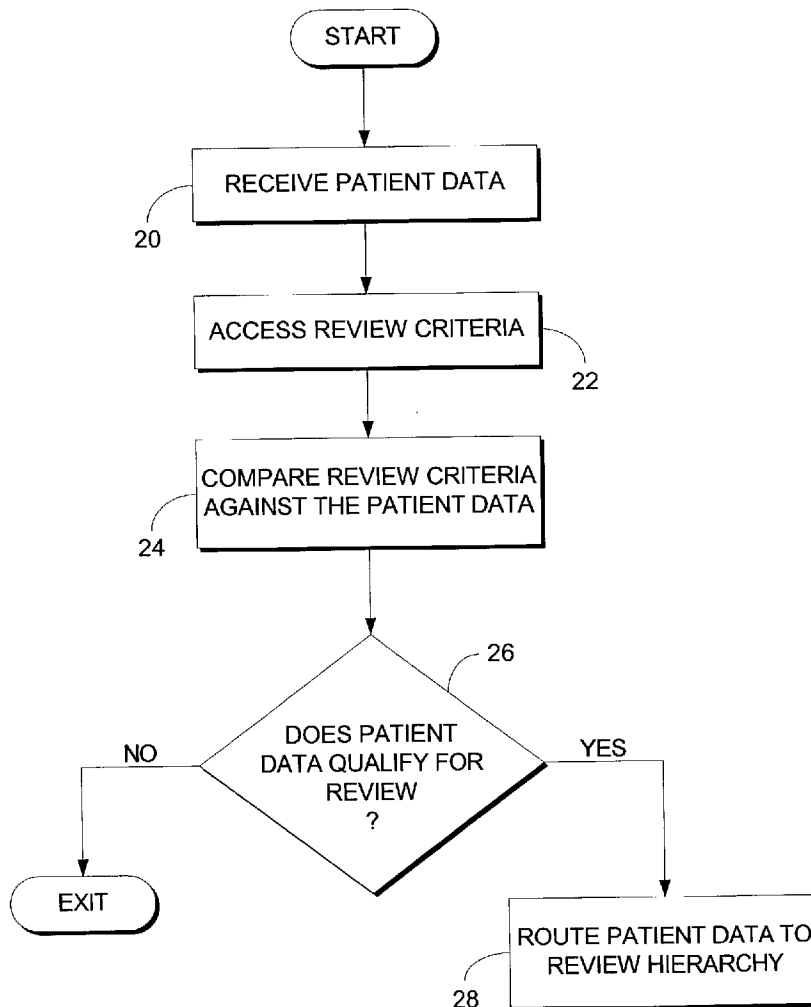 START
RECEIVE PATIENT DATA
20
ACCESS REVIEW CRITERIA
22
COMPARE REVIEW CRITERIA
AGAINST THE PATIENT DATA
24
26
DOES PATIENT
DATA QUALIFY FOR
REVIEW
?
NO
YES
EXIT
ROUTE PATIENT DATA TO
REVIEW HIERARCHY
28